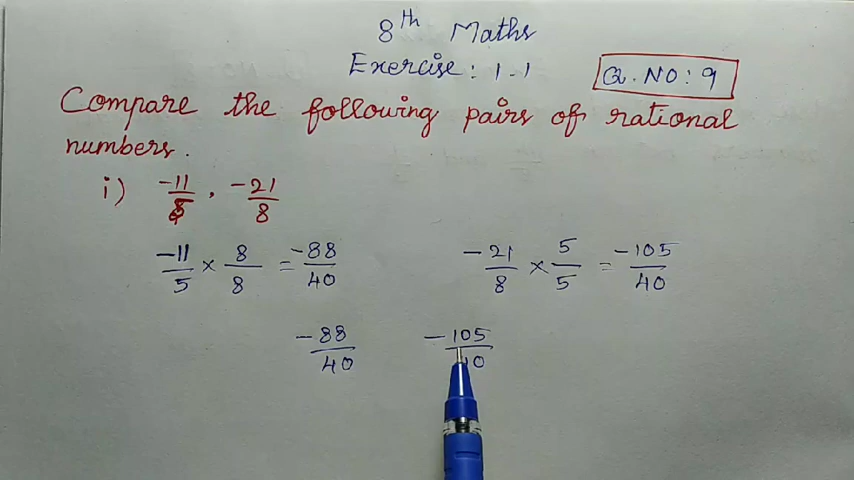 8th Maths
Exercise: 1.1
Q. NO: 9
Compare the following pairs of rational
numbers.
i) -11/5, -21/8
-11/5 × 8/8 = -88/40
-21/8 × 5/5 = -105/40
-88/40 -105/40